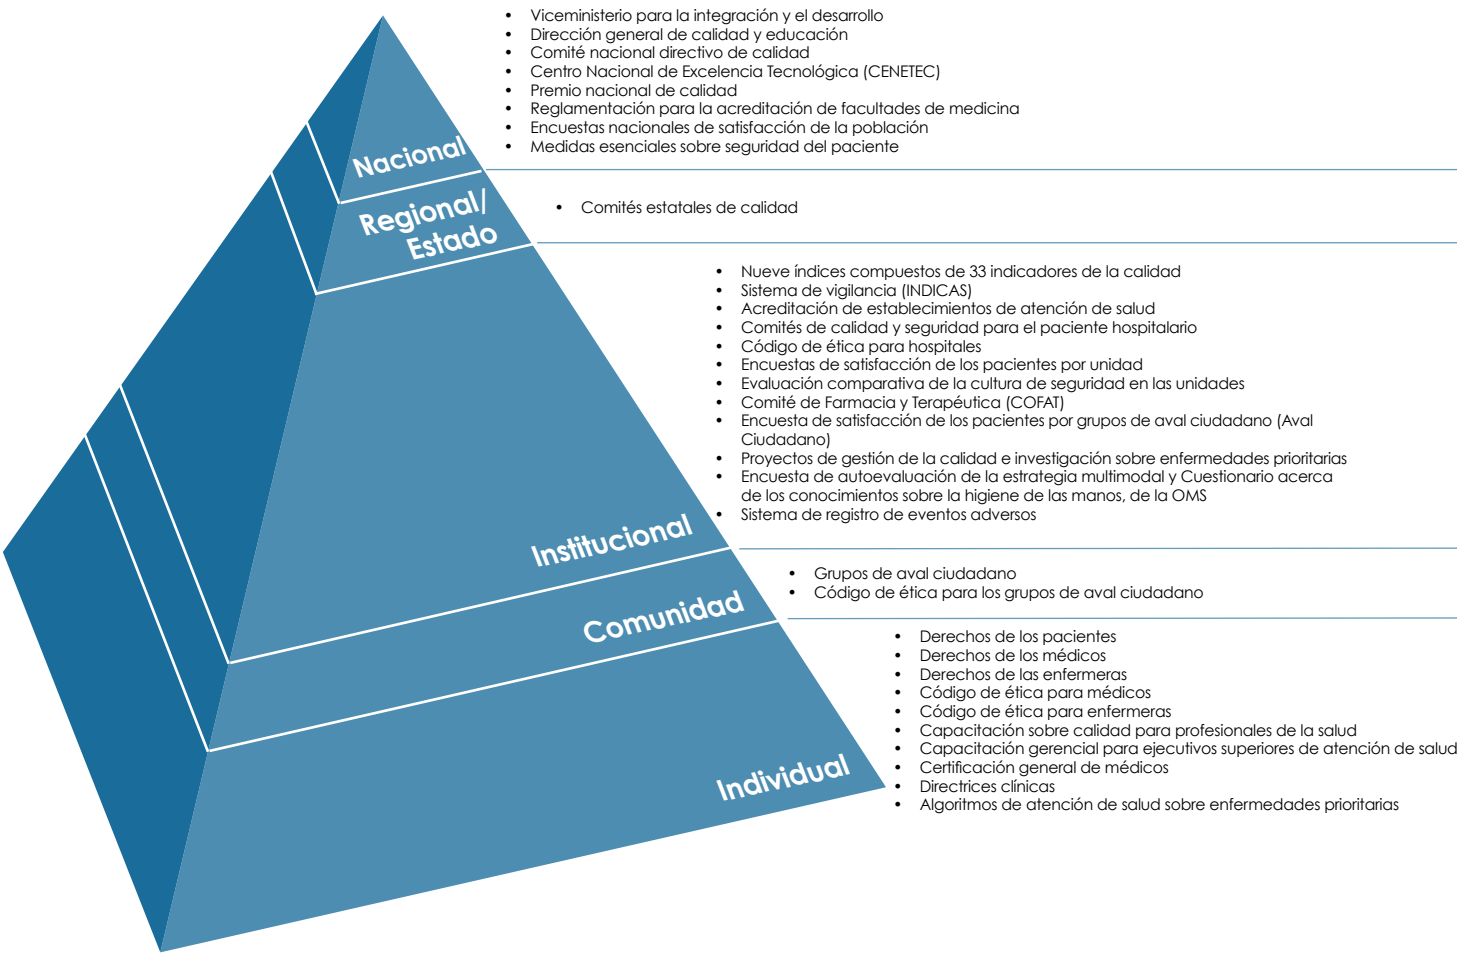 • Viceministerio para la integración y el desarrollo
• Dirección general de calidad y educación
• Comité nacional directivo de calidad
• Centro Nacional de Excelencia Tecnológica (CENETEC)
• Premio nacional de calidad
• Reglamentación para la acreditación de facultades de medicina
• Encuestas nacionales de satisfacción de la población
• Medidas esenciales sobre seguridad del paciente
Nacional
Regional/
Estado
• Comités estatales de calidad
• Nueve índices compuestos de 33 indicadores de la calidad
• Sistema de vigilancia (INDICAS)
• Acreditación de establecimientos de atención de salud
• Comités de calidad y seguridad para el paciente hospitalario
• Código de ética para hospitales
• Encuestas de satisfacción de los pacientes por unidad
• Evaluación comparativa de la cultura de seguridad en las unidades
• Comité de Farmacia y Terapéutica (COFAT)
• Encuesta de satisfacción de los pacientes por grupos de aval ciudadano (Aval
Ciudadano)
• Proyectos de gestión de la calidad e investigación sobre enfermedades prioritarias
• Encuesta de autoevaluación de la estrategia multimodal y Cuestionario acerca
de los conocimientos sobre la higiene de las manos, de la OMS
• Sistema de registro de eventos adversos
Institucional
• Grupos de aval ciudadano
• Código de ética para los grupos de aval ciudadano
Comunidad
• Derechos de los pacientes
• Derechos de los médicos
• Derechos de las enfermeras
• Código de ética para médicos
• Código de ética para enfermeras
• Capacitación sobre calidad para profesionales de la salud
• Capacitación gerencial para ejecutivos superiores de atención de salud
• Certificación general de médicos
• Directrices clínicas
• Algoritmos de atención de salud sobre enfermedades prioritarias
Individual